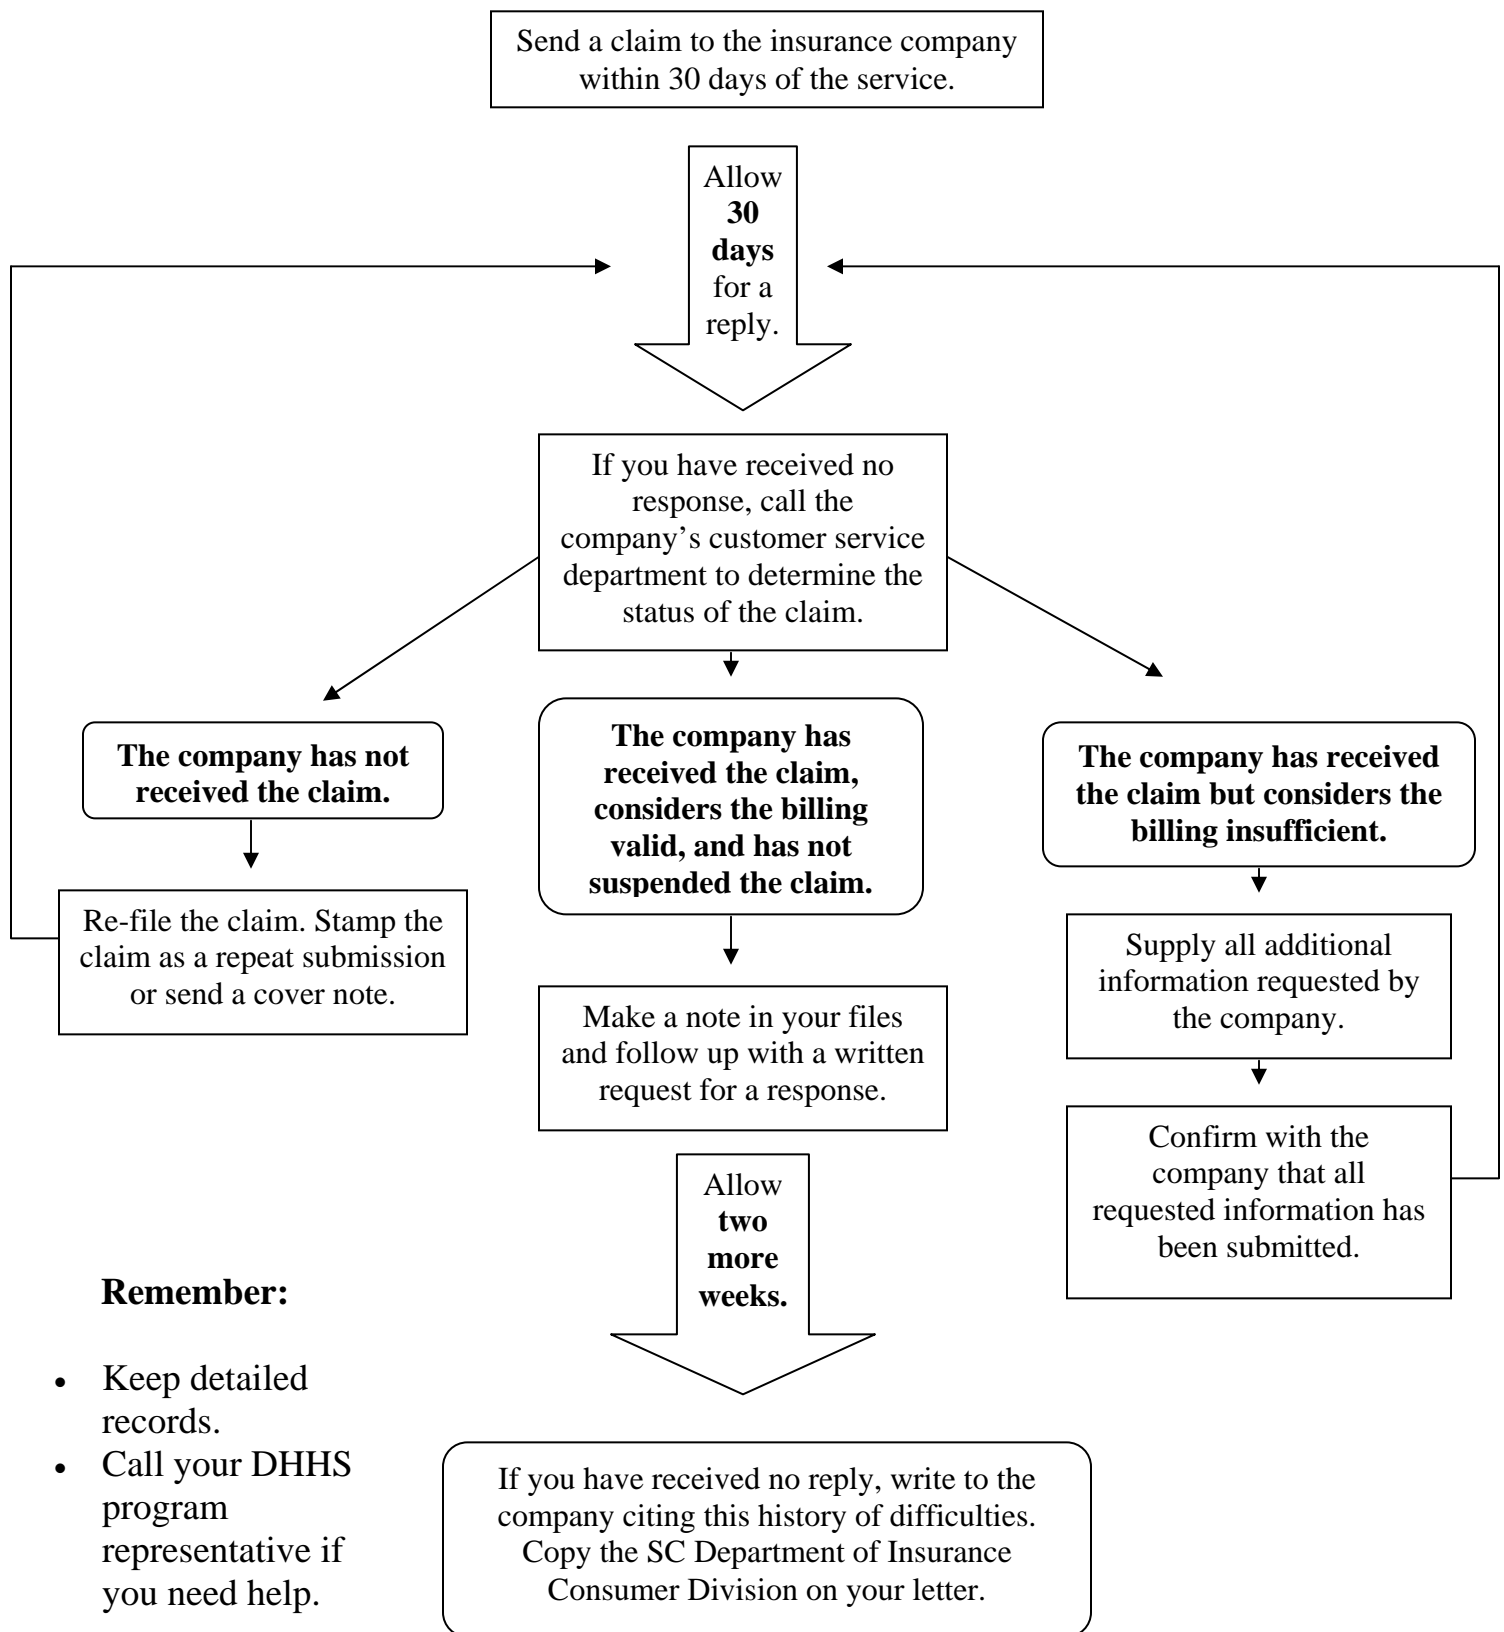 Send a claim to the insurance company
within 30 days of the service.
Allow
30
days
for a
reply.
If you have received no
response, call the
company’s customer service
department to determine the
status of the claim.
The company has not
received the claim.
Re-file the claim. Stamp the
claim as a repeat submission
or send a cover note.
The company has
received the claim,
considers the billing
valid, and has not
suspended the claim.
Make a note in your files
and follow up with a written
request for a response.
Allow
two
more
weeks.
The company has received
the claim but considers the
billing insufficient.
Supply all additional
information requested by
the company.
Confirm with the
company that all
requested information has
been submitted.
Remember:
• Keep detailed
records.
• Call your DHHS
program
representative if
you need help.
If you have received no reply, write to the
company citing this history of difficulties.
Copy the SC Department of Insurance
Consumer Division on your letter.